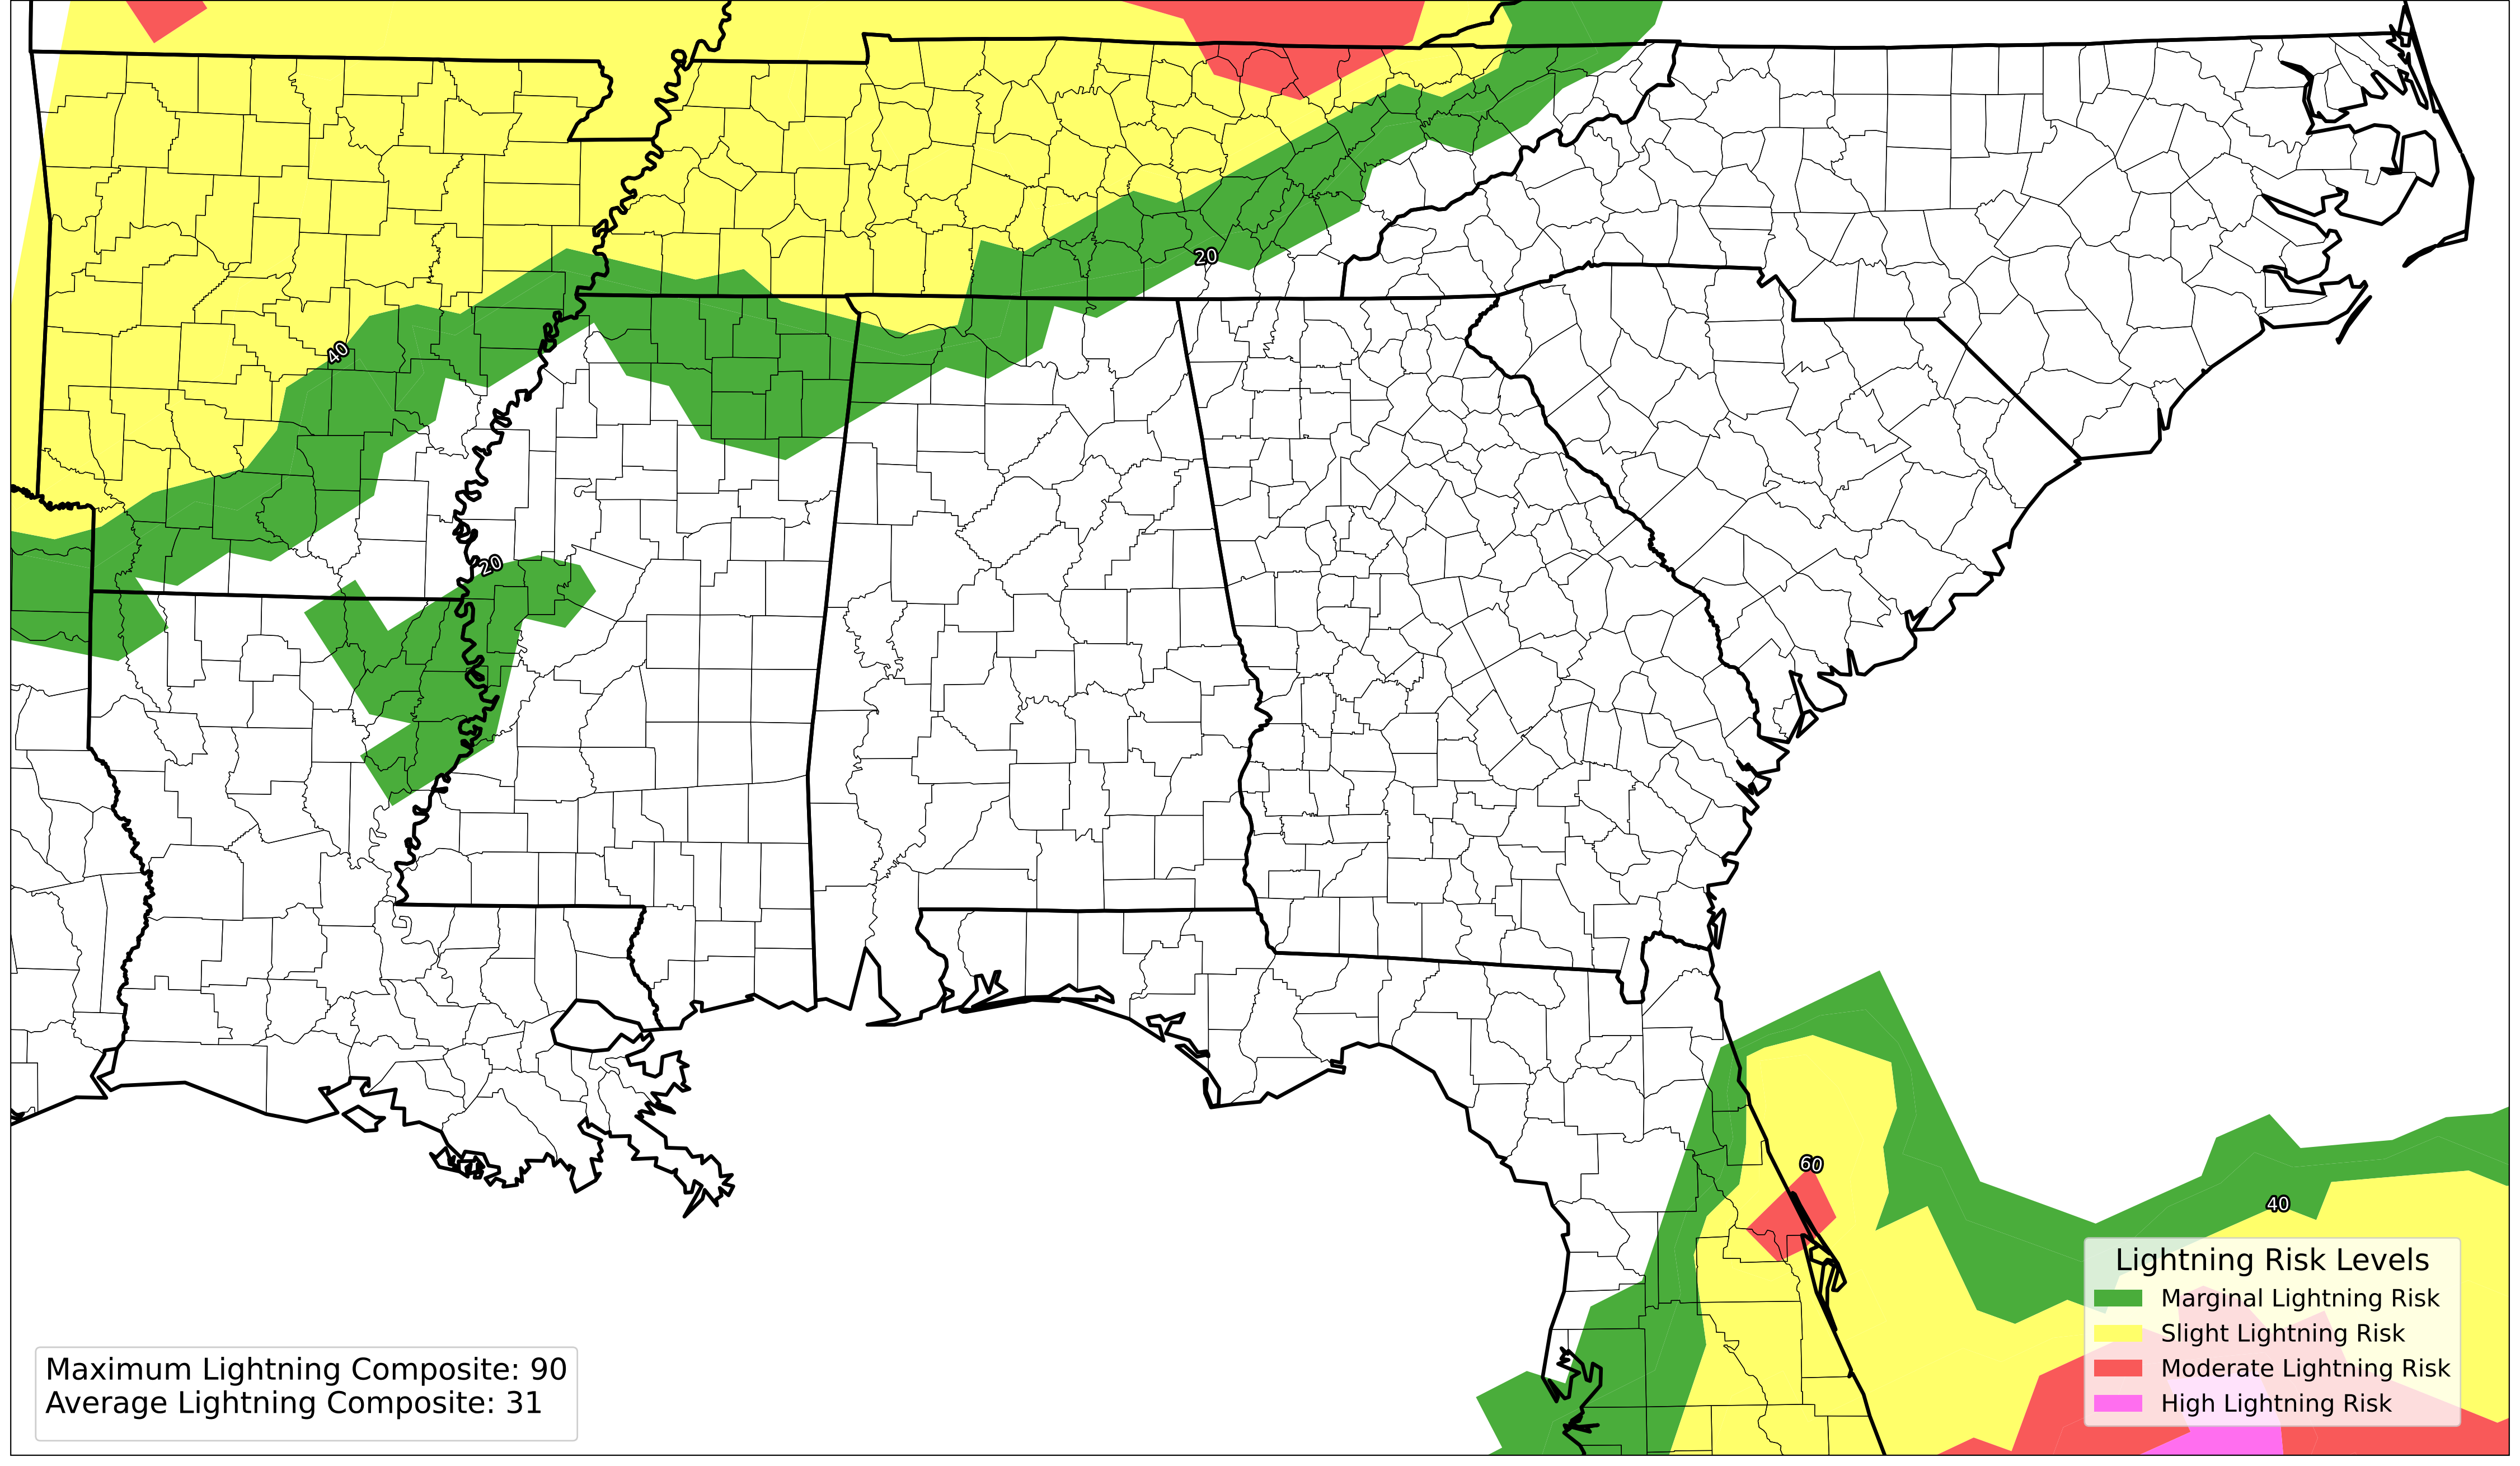 20
40
20
60
40
Lightning Risk Levels
Marginal Lightning Risk
Slight Lightning Risk
Moderate Lightning Risk
High Lightning Risk
Maximum Lightning Composite: 90
Average Lightning Composite: 31